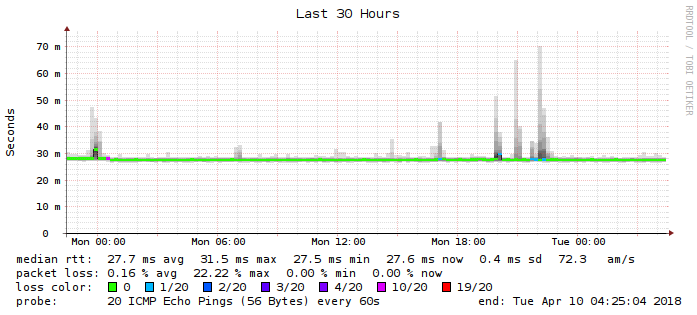 Last 30 Hours
RRDTOOL / TOBI OETIKER
Seconds
70 m
60 m
50 m
40 m
30 m
20 m
10 m
0
Mon 00:00 Mon 06:00 Mon 12:00 Mon 18:00 Tue 00:00
median rtt: 27.7 ms avg 31.5 ms max 27.5 ms min 27.6 ms now 0.4 ms sd 72.3 am/s
packet loss: 0.16 % avg 22.22 % max 0.00 % min 0.00 % now
loss color: 0 1/20 2/20 3/20 4/20 10/20 19/20
probe: 20 ICMP Echo Pings (56 Bytes) every 60s end: Tue Apr 10 04:25:04 2018